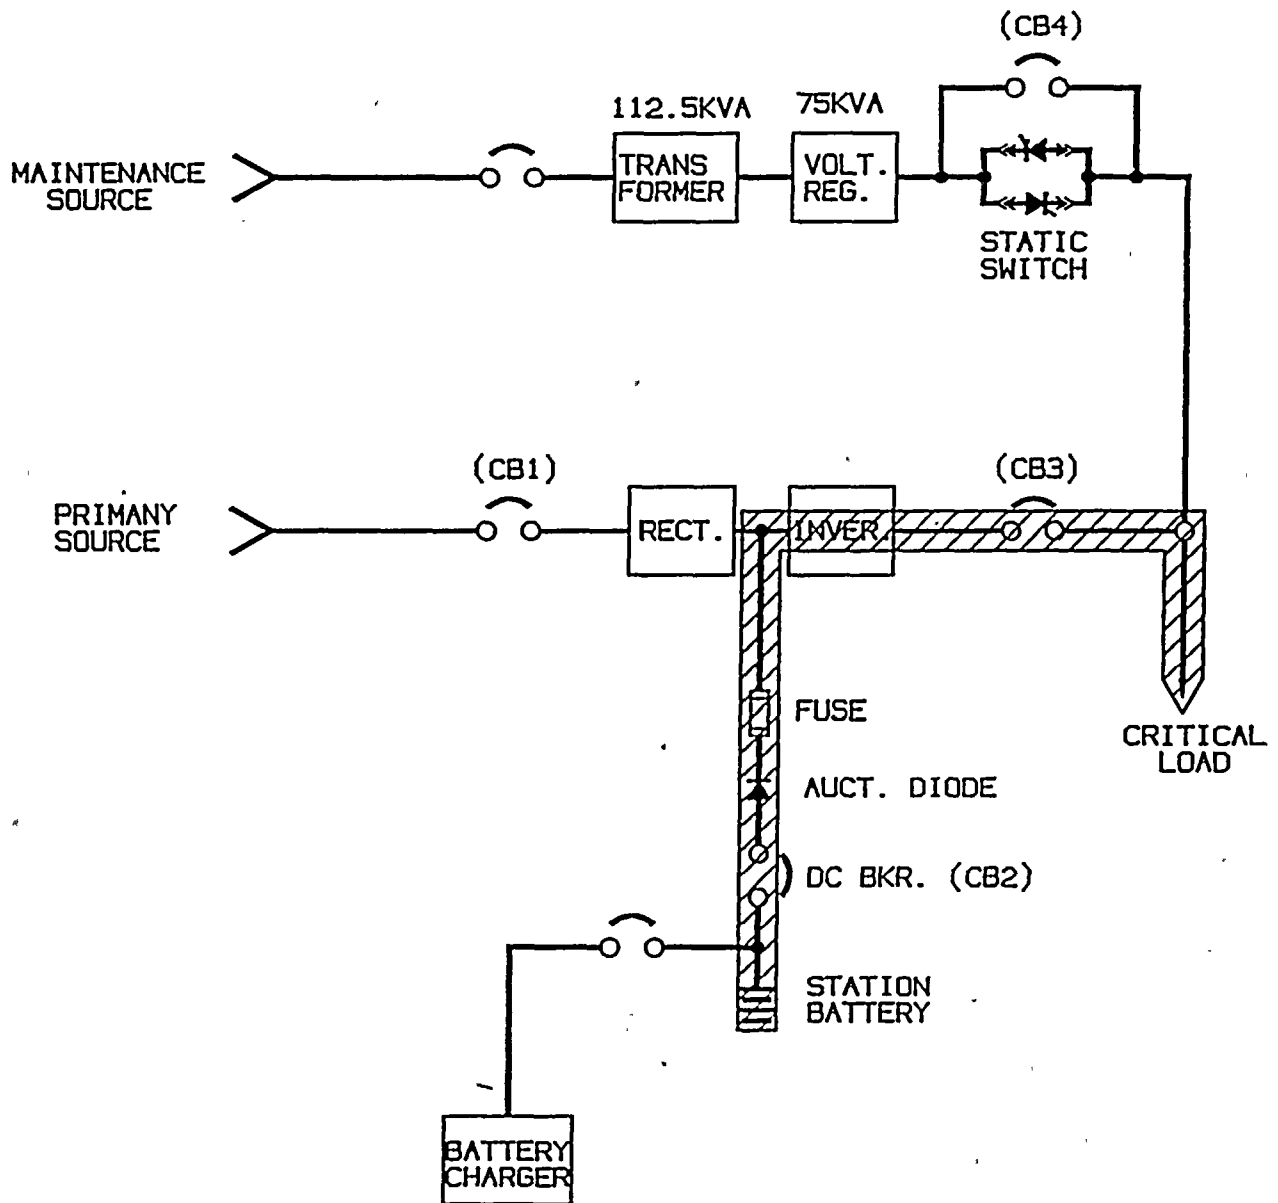 (CB4)
112.5KVA
75KVA
MAINTENANCE
SOURCE
TRANS
FORMER
VOLT.
REG.
STATIC
SWITCH
(CB1)
(CB3)
PRIMANY
SOURCE
RECT.
INVER.
FUSE
CRITICAL
LOAD
AUCT. DIODE
DC BKR. (CB2)
STATION
BATTERY
BATTERY
CHARGER